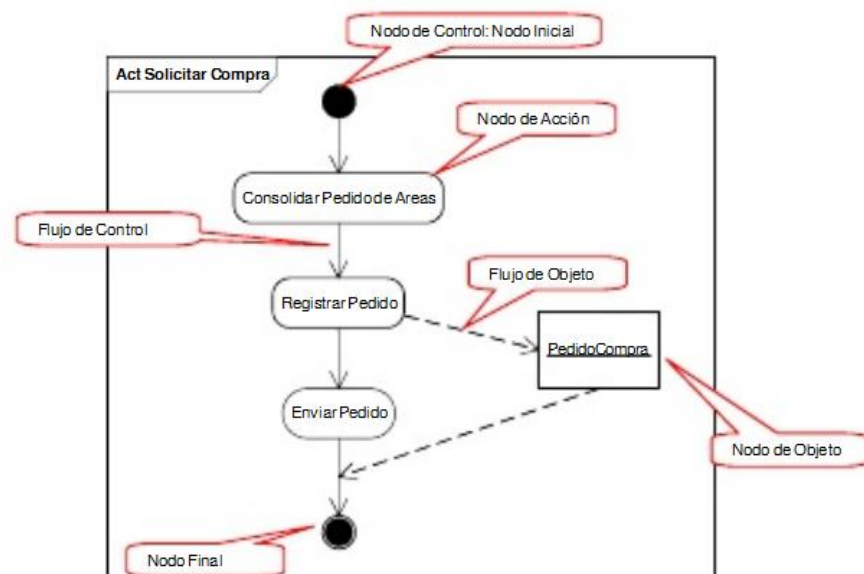 Nodo de Control: Nodo Inicial
Act Solicitar Compra
Nodo de Acción
Consolidar Pedido de Areas
Flujo de Control
Flujo de Objeto
Registrar Pedido
PedidoCompra
Enviar Pedido
Nodo de Objeto
Nodo Final